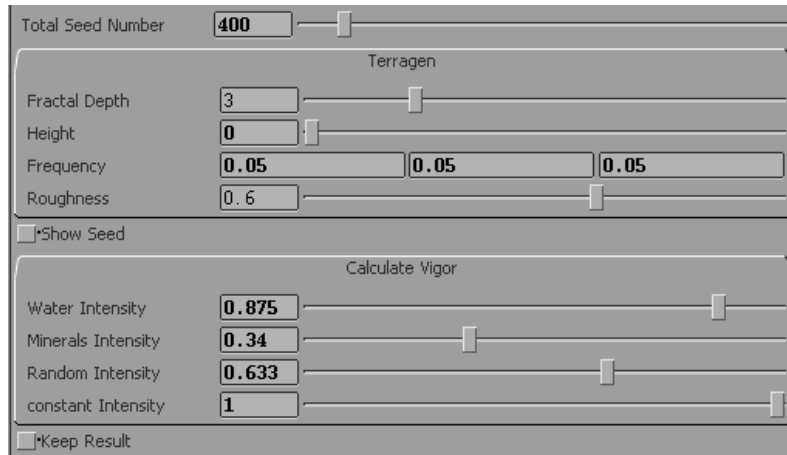 Total Seed Number 400
Terragen
Fractal Depth 3
Height 0
Frequency 0.05 0.05 0.05
Roughness 0.6
Show Seed
Calculate Vigor
Water Intensity 0.875
Minerals Intensity 0.34
Random Intensity 0.633
constant Intensity 1
Keep Result